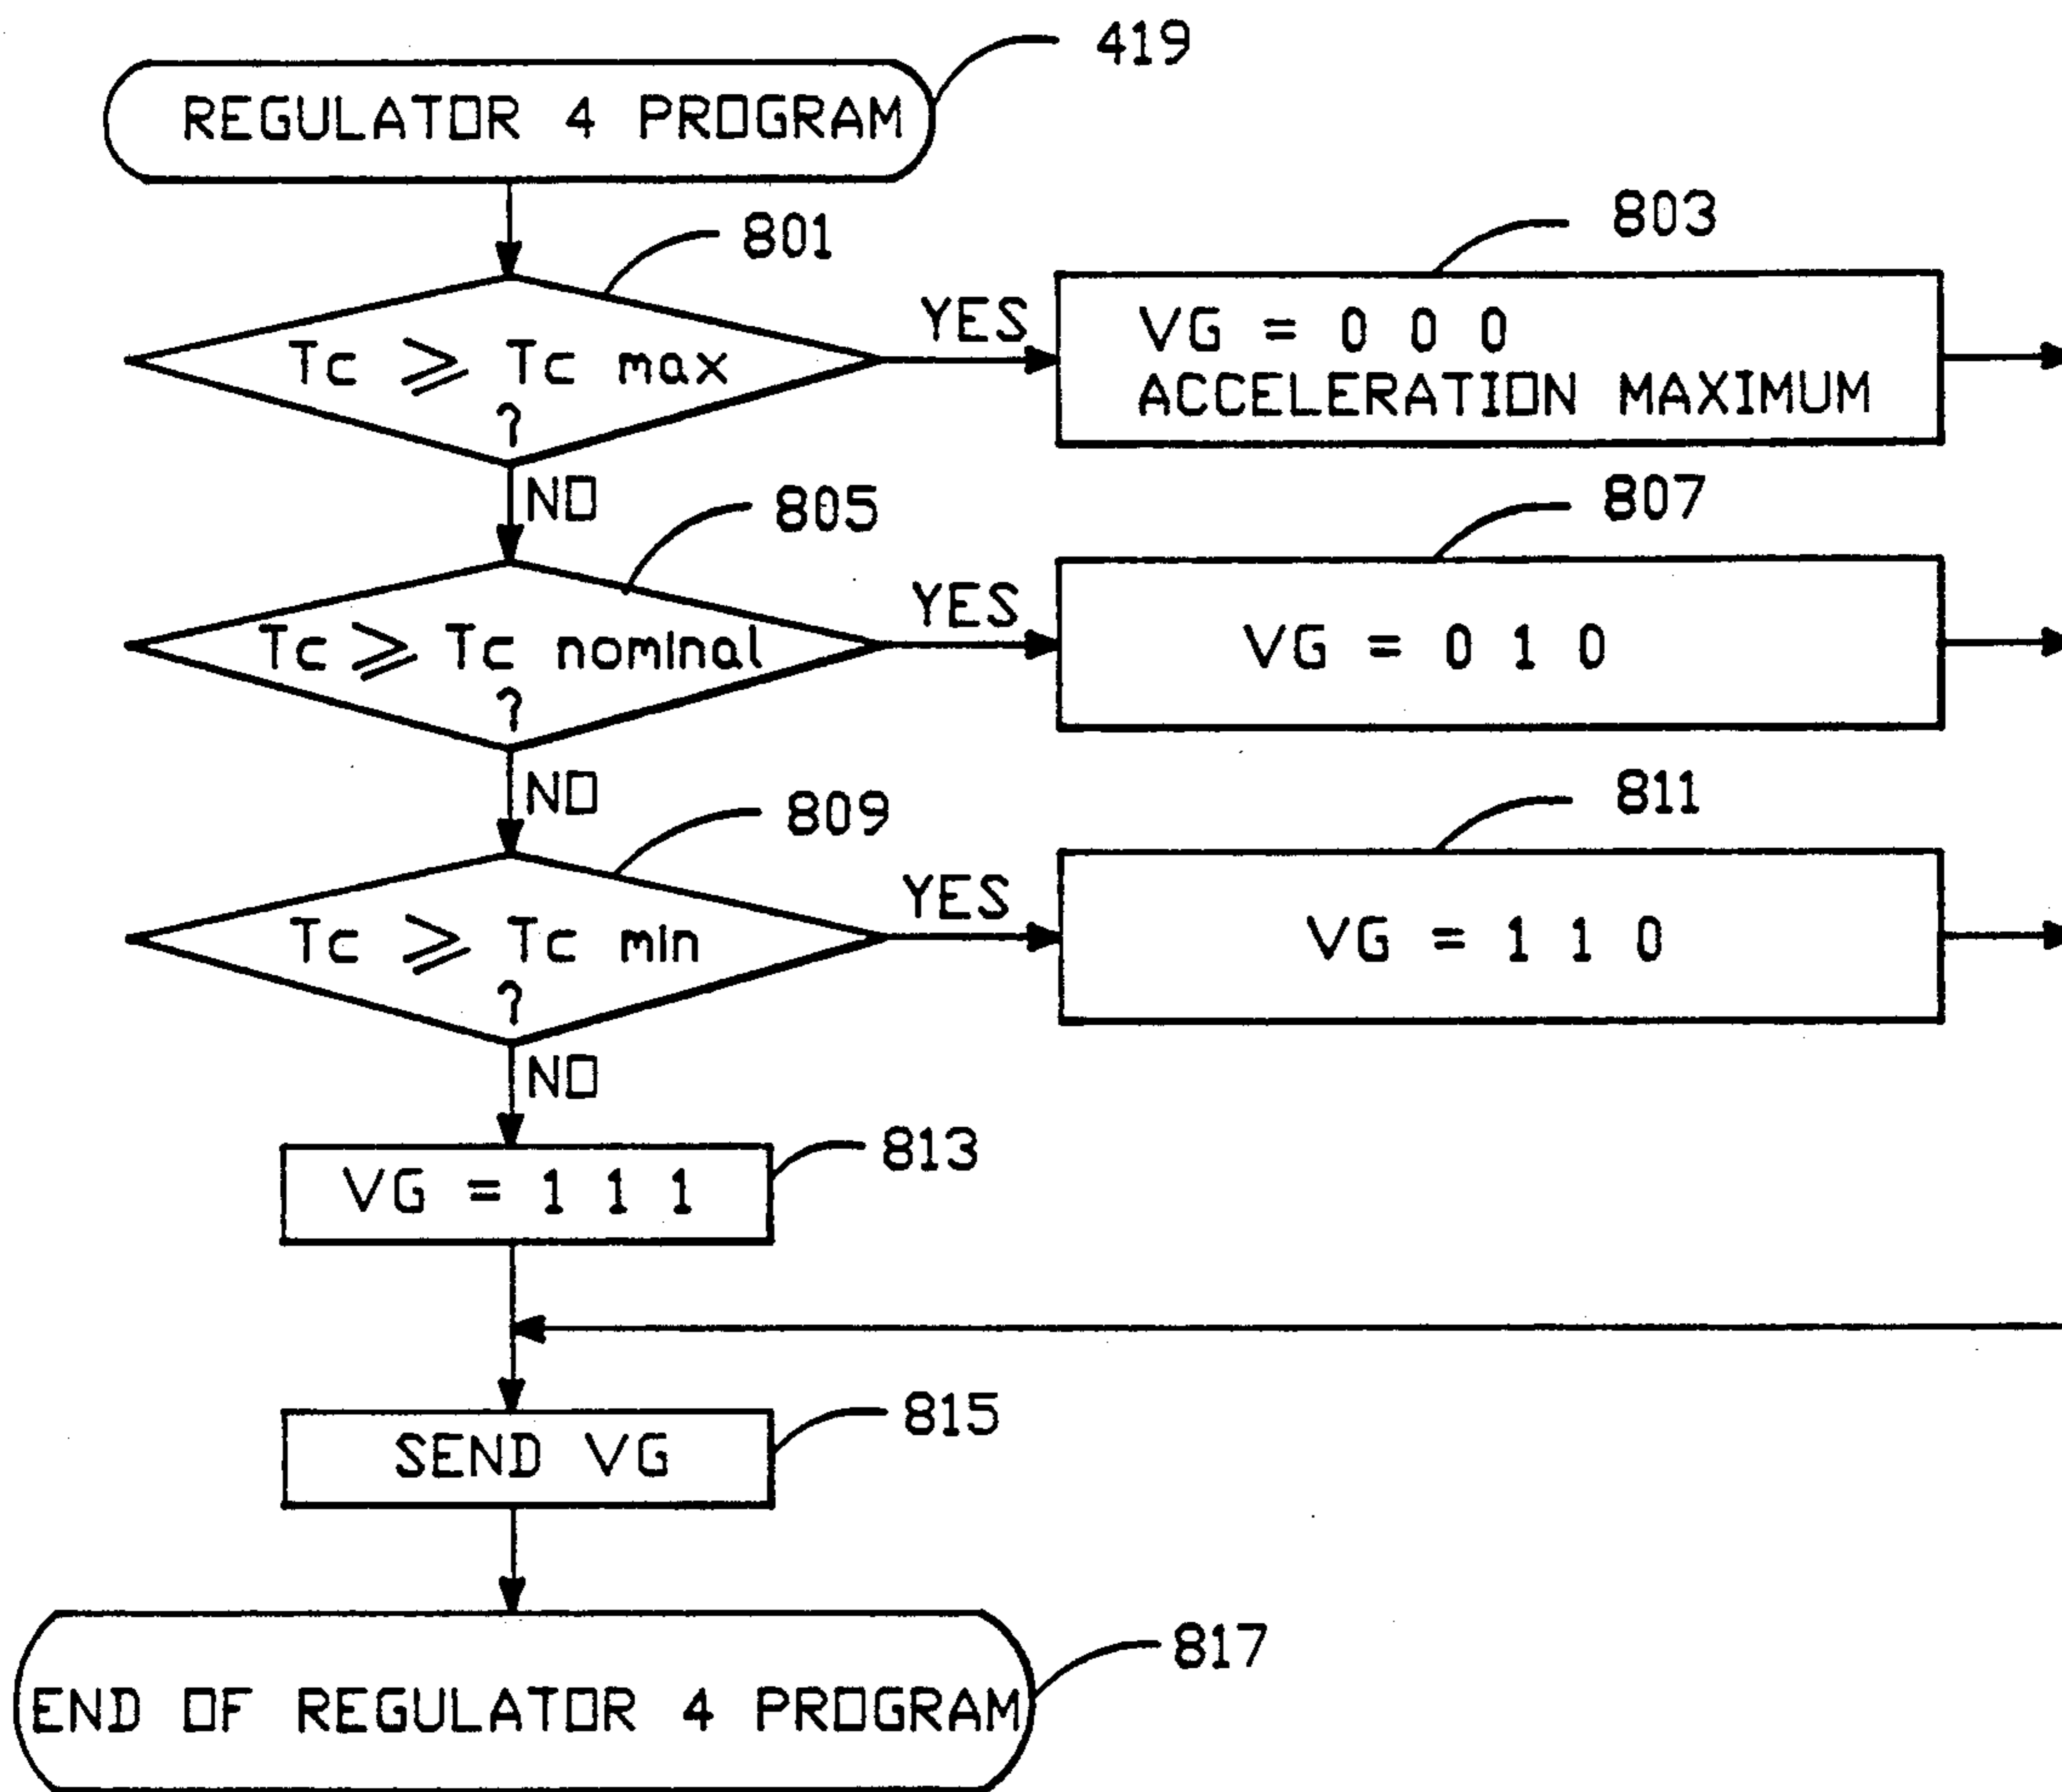 419
REGULATOR 4 PROGRAM
801
803
Tc ⩾ Tc max
?
YES
VG = 0 0 0
ACCELERATION MAXIMUM
NO
805
807
Tc ⩾ Tc nominal
?
YES
VG = 0 1 0
NO
809
811
Tc ⩾ Tc min
?
YES
VG = 1 1 0
NO
813
VG = 1 1 1
815
SEND VG
817
END OF REGULATOR 4 PROGRAM